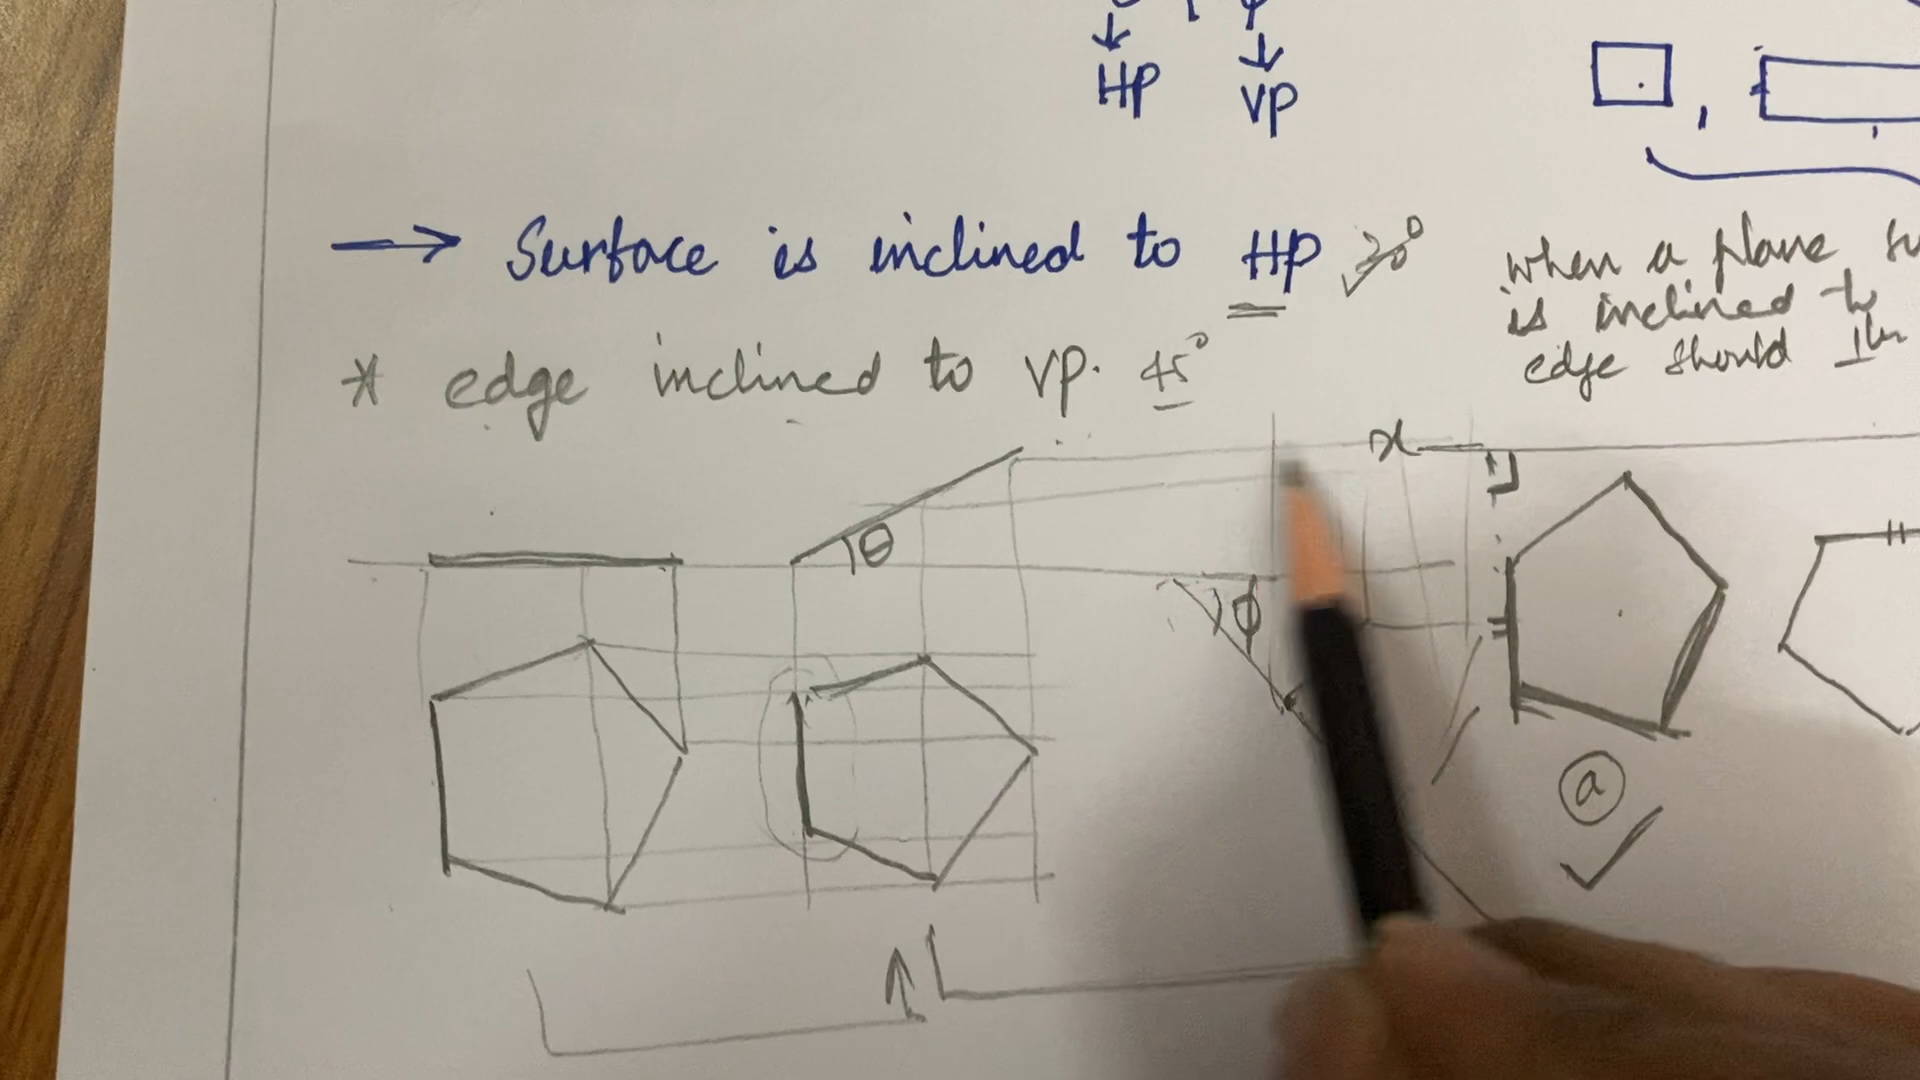 HP VP
→ Surface is inclined to HP 30°
* edge inclined to VP. 45°
when a plane
is inclined to
edge should
x
θ
φ
a